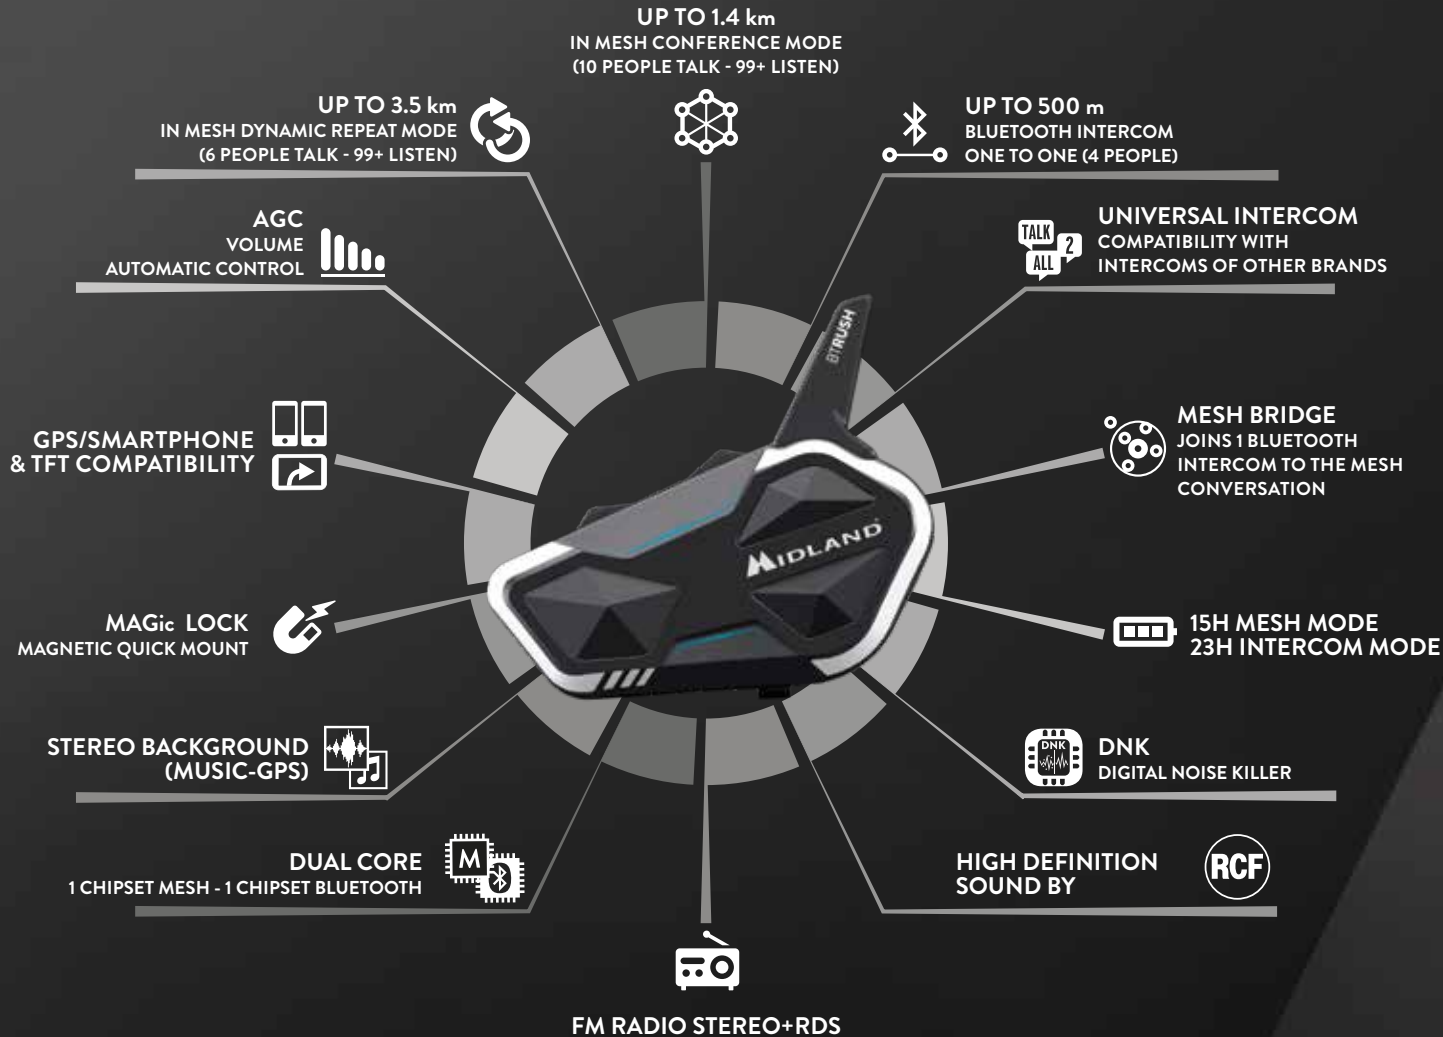 UP TO 1.4 km
IN MESH CONFERENCE MODE
(10 PEOPLE TALK - 99+ LISTEN)
UP TO 3.5 km
IN MESH DYNAMIC REPEAT MODE
(6 PEOPLE TALK - 99+ LISTEN)
UP TO 500 m
BLUETOOTH INTERCOM
ONE TO ONE (4 PEOPLE)
AGC
VOLUME
AUTOMATIC CONTROL
TALK
2
ALL
UNIVERSAL INTERCOM
COMPATIBILITY WITH
INTERCOMS OF OTHER BRANDS
BTRUSH
GPS/SMARTPHONE
& TFT COMPATIBILITY
MESH BRIDGE
JOINS 1 BLUETOOTH
INTERCOM TO THE MESH
CONVERSATION
MIDLAND
MAGic LOCK
MAGNETIC QUICK MOUNT
15H MESH MODE
23H INTERCOM MODE
STEREO BACKGROUND
(MUSIC-GPS)
DNK
DNK
DIGITAL NOISE KILLER
DUAL CORE
1 CHIPSET MESH - 1 CHIPSET BLUETOOTH
M
HIGH DEFINITION
SOUND BY
RCF
FM RADIO STEREO+RDS